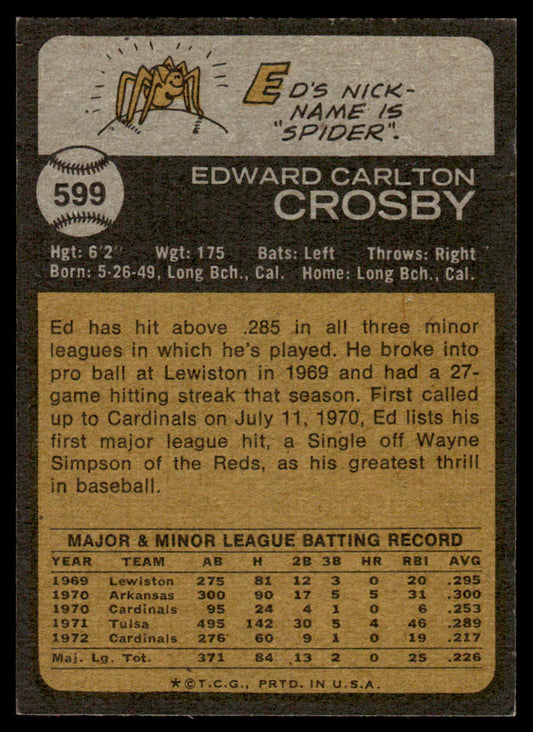 ED'S NICK-
NAME IS
"SPIDER".
599
EDWARD CARLTON
CROSBY
Hgt: 6'2" Wgt: 175 Bats: Left Throws: Right
Born: 5-26-49, Long Bch., Cal. Home: Long Bch., Cal.
Ed has hit above .285 in all three minor
leagues in which he's played. He broke into
pro ball at Lewiston in 1969 and had a 27-
game hitting streak that season. First called
up to Cardinals on July 11, 1970, Ed lists his
first major league hit, a Single off Wayne
Simpson of the Reds, as his greatest thrill
in baseball.
MAJOR & MINOR LEAGUE BATTING RECORD
YEAR TEAM AB H 2B 3B HR RBI AVG
1969 Lewiston 275 81 12 3 0 20 .295
1970 Arkansas 300 90 17 5 5 31 .300
1970 Cardinals 95 24 4 1 0 6 .253
1971 Tulsa 495 142 30 5 4 46 .289
1972 Cardinals 276 60 9 1 0 19 .217
Maj. Lg. Tot. 371 84 13 2 0 25 .226
*©T.C.G., PRTD. IN U.S.A.